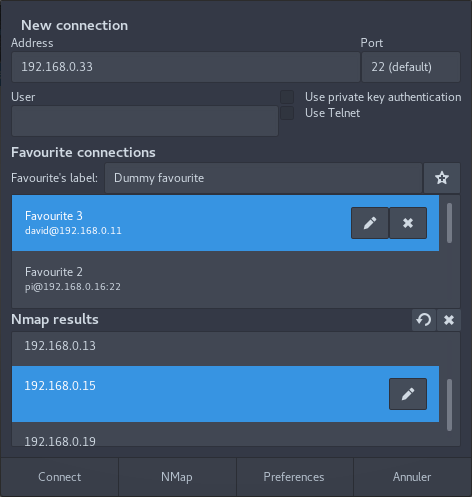 New connection
Address Port
192.168.0.33 22 (default)
User Use private key authentication
Use Telnet
Favourite connections
Favourite's label: Dummy favourite
Favourite 3
david@192.168.0.11
Favourite 2
pi@192.168.0.16:22
Nmap results
192.168.0.13
192.168.0.15
192.168.0.19
Connect NMap Preferences Annuler